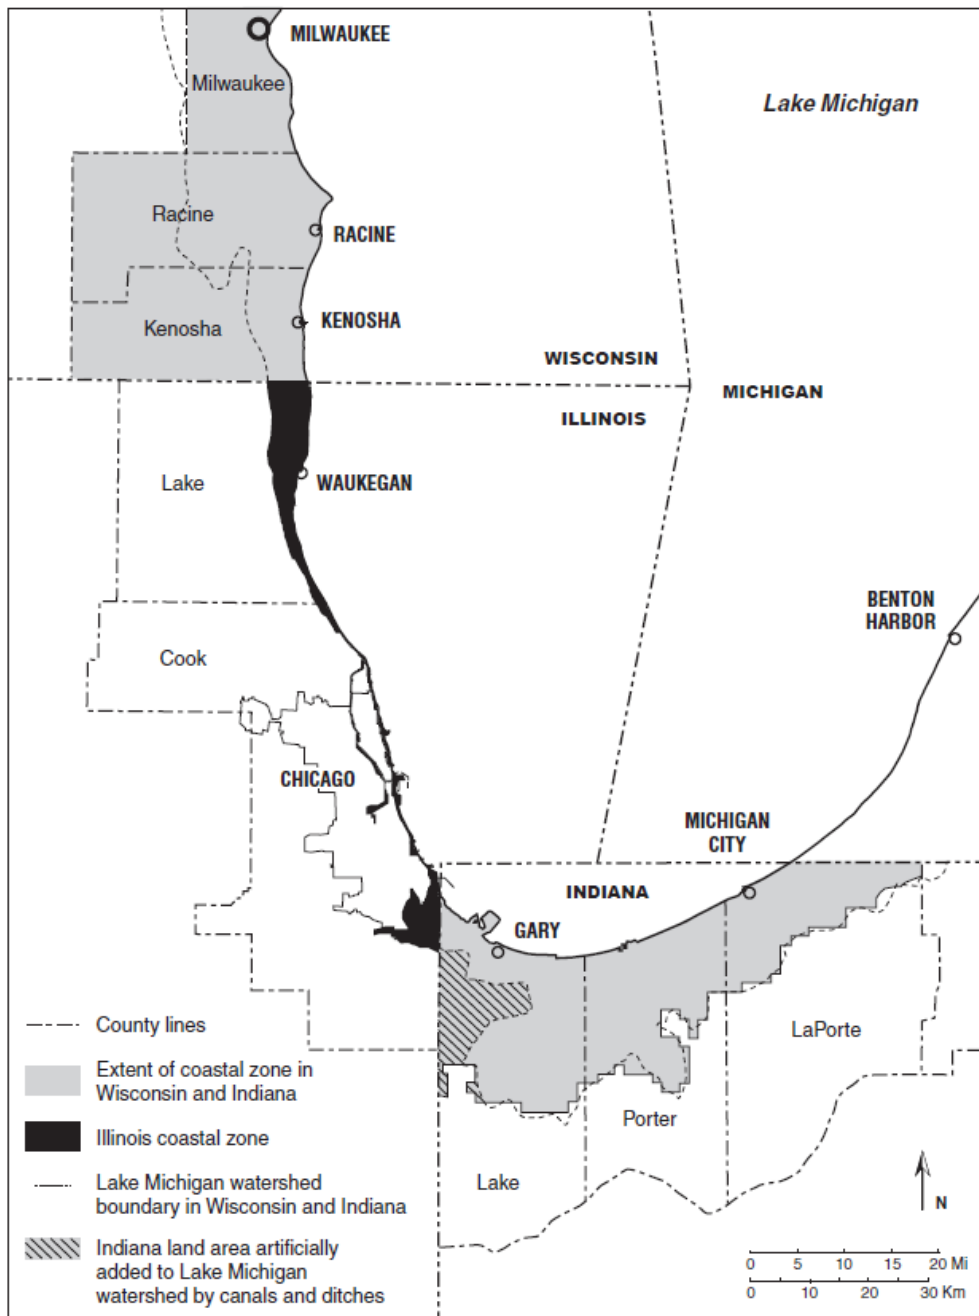 MILWAUKEE
Milwaukee
Lake Michigan
Racine
RACINE
Kenosha
KENOSHA
WISCONSIN
MICHIGAN
ILLINOIS
Lake
WAUKEGAN
BENTON
HARBOR
Cook
CHICAGO
MICHIGAN
CITY
INDIANA
GARY
LaPorte
Porter
Lake
County lines
Extent of coastal zone in
Wisconsin and Indiana
Illinois coastal zone
Lake Michigan watershed
boundary in Wisconsin and Indiana
Indiana land area artificially
added to Lake Michigan
watershed by canals and ditches
N
0 5 10 15 20 Mi
0 10 20 30 Km